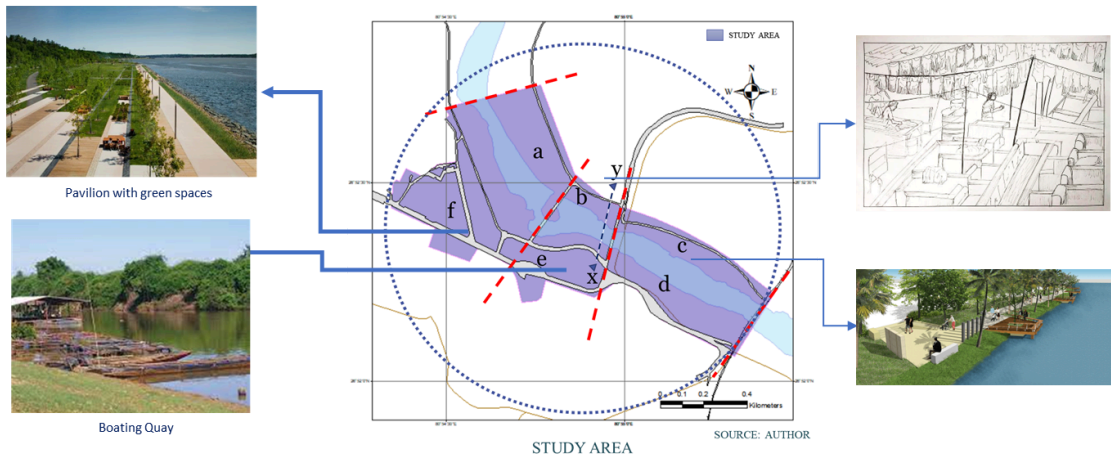 STUDY AREA
N
W E
S
a
b
y
c
f
e
x
d
Pavilion with green spaces
Boating Quay
0 0.1 0.2 0.4
Kilometers
SOURCE: AUTHOR
STUDY AREA